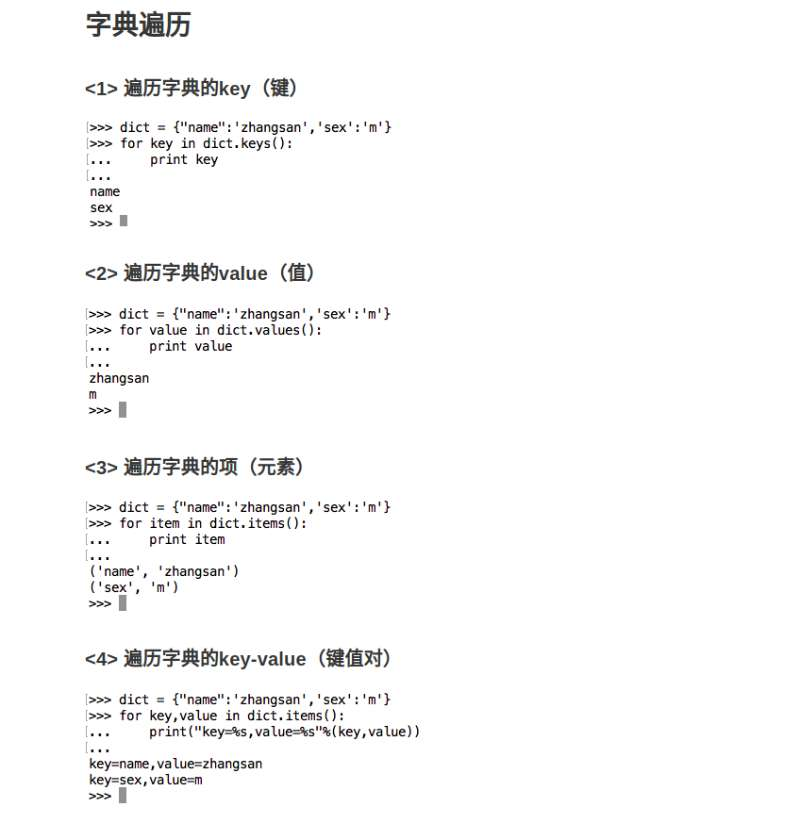 字典遍历
<1> 遍历字典的key（键）
>>> dict = {"name":'zhangsan','sex':'m'}
>>> for key in dict.keys():
...     print key
...
name
sex
>>>
<2> 遍历字典的value（值）
>>> dict = {"name":'zhangsan','sex':'m'}
>>> for value in dict.values():
...     print value
...
zhangsan
m
>>>
<3> 遍历字典的项（元素）
>>> dict = {"name":'zhangsan','sex':'m'}
>>> for item in dict.items():
...     print item
...
('name', 'zhangsan')
('sex', 'm')
>>>
<4> 遍历字典的key-value（键值对）
>>> dict = {"name":'zhangsan','sex':'m'}
>>> for key,value in dict.items():
...     print("key=%s,value=%s"%(key,value))
...
key=name,value=zhangsan
key=sex,value=m
>>>